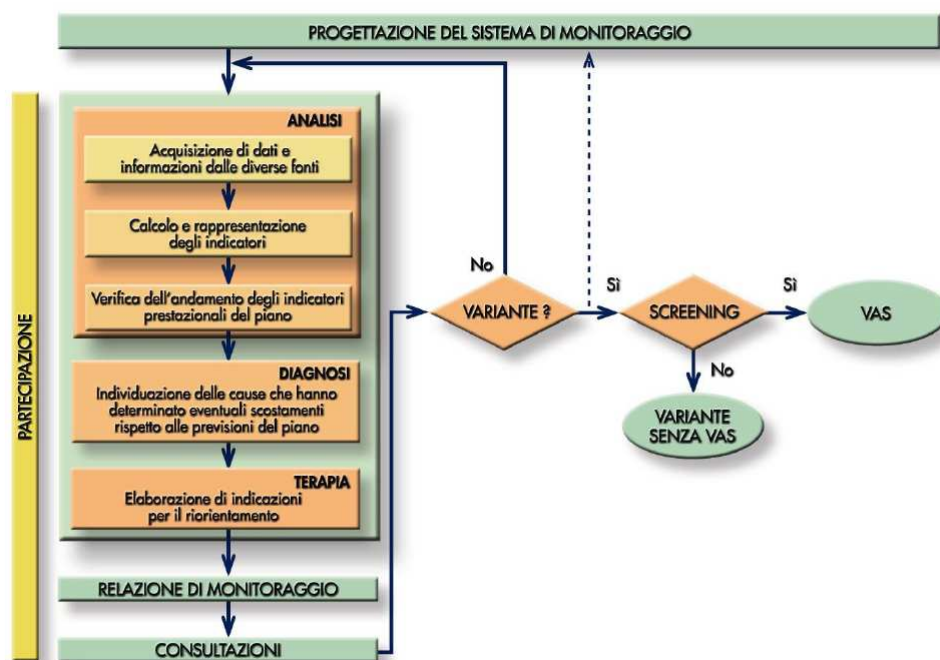 PROGETTAZIONE DEL SISTEMA DI MONITORAGGIO
PARTECIPAZIONE
ANALISI
Acquisizione di dati e
informazioni dalle diverse fonti
Calcolo e rappresentazione
degli indicatori
Verifica dell'andamento degli indicatori
prestazionali del piano
DIAGNOSI
Individuazione delle cause che hanno
determinato eventuali scostamenti
rispetto alle previsioni del piano
TERAPIA
Elaborazione di indicazioni
per il riorientamento
RELAZIONE DI MONITORAGGIO
CONSULTAZIONI
No
VARIANTE ?
Sì
SCREENING
Sì
VAS
No
VARIANTE
SENZA VAS